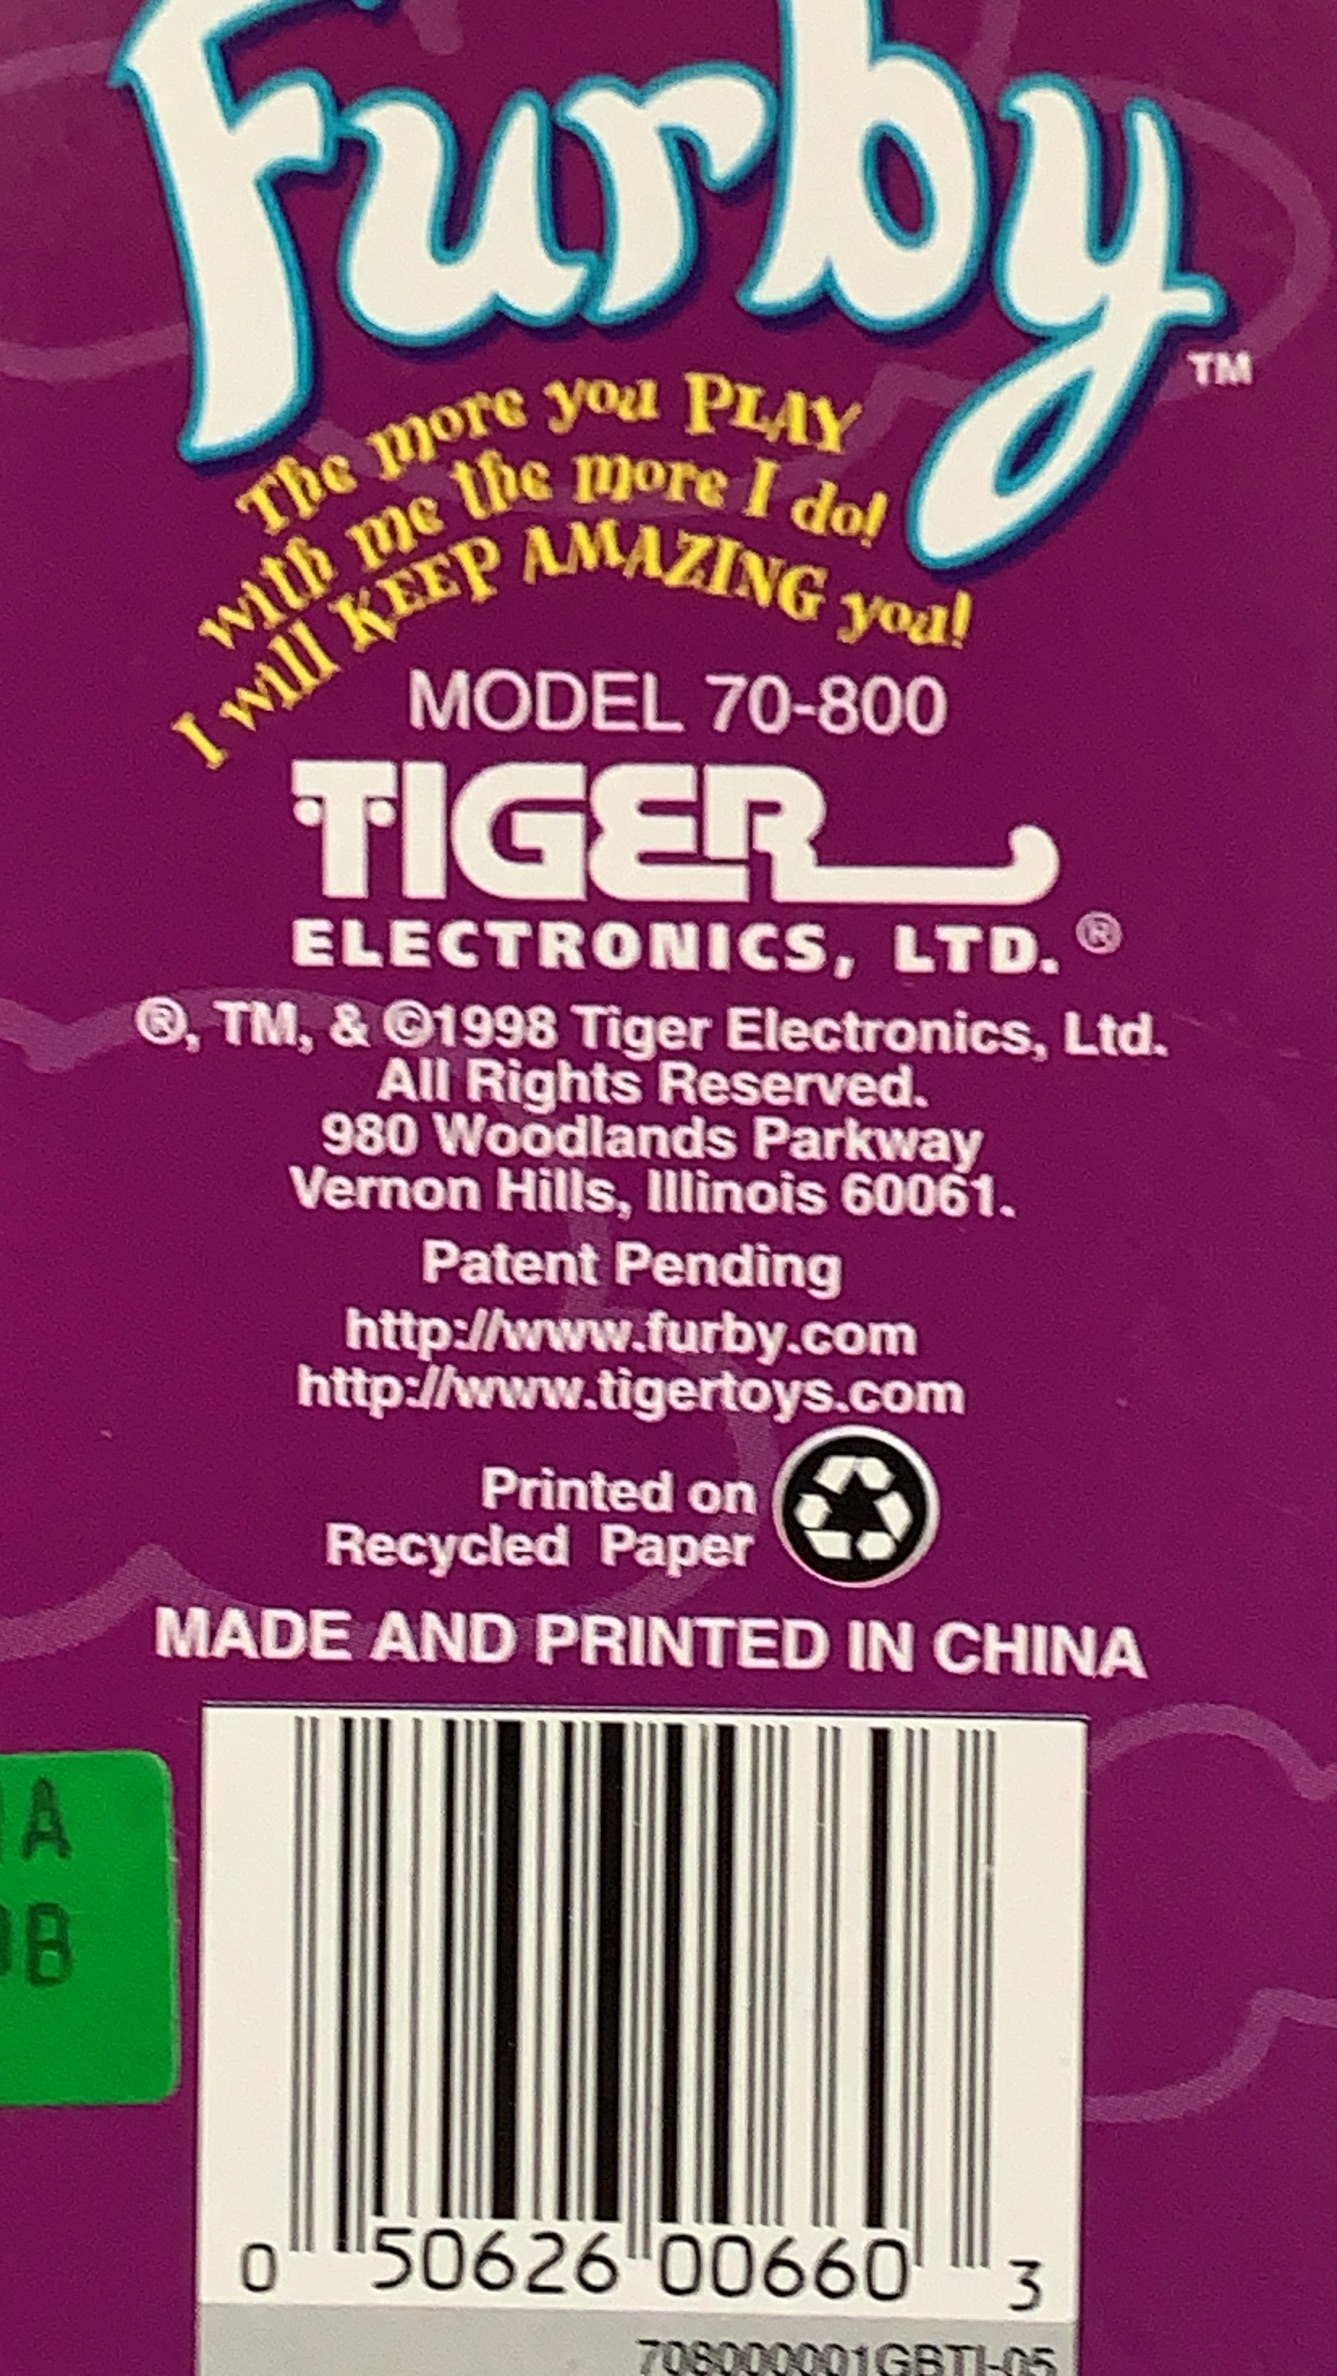 Furby™
The more you PLAY
with me the more I do!
I will KEEP AMAZING you!
MODEL 70-800
TIGER
ELECTRONICS, LTD.®
®, TM, & ©1998 Tiger Electronics, Ltd.
All Rights Reserved.
980 Woodlands Parkway
Vernon Hills, Illinois 60061.
Patent Pending
http://www.furby.com
http://www.tigertoys.com
Printed on
Recycled Paper
MADE AND PRINTED IN CHINA
A
B
0 50626 00660 3
708000001GBTI-05